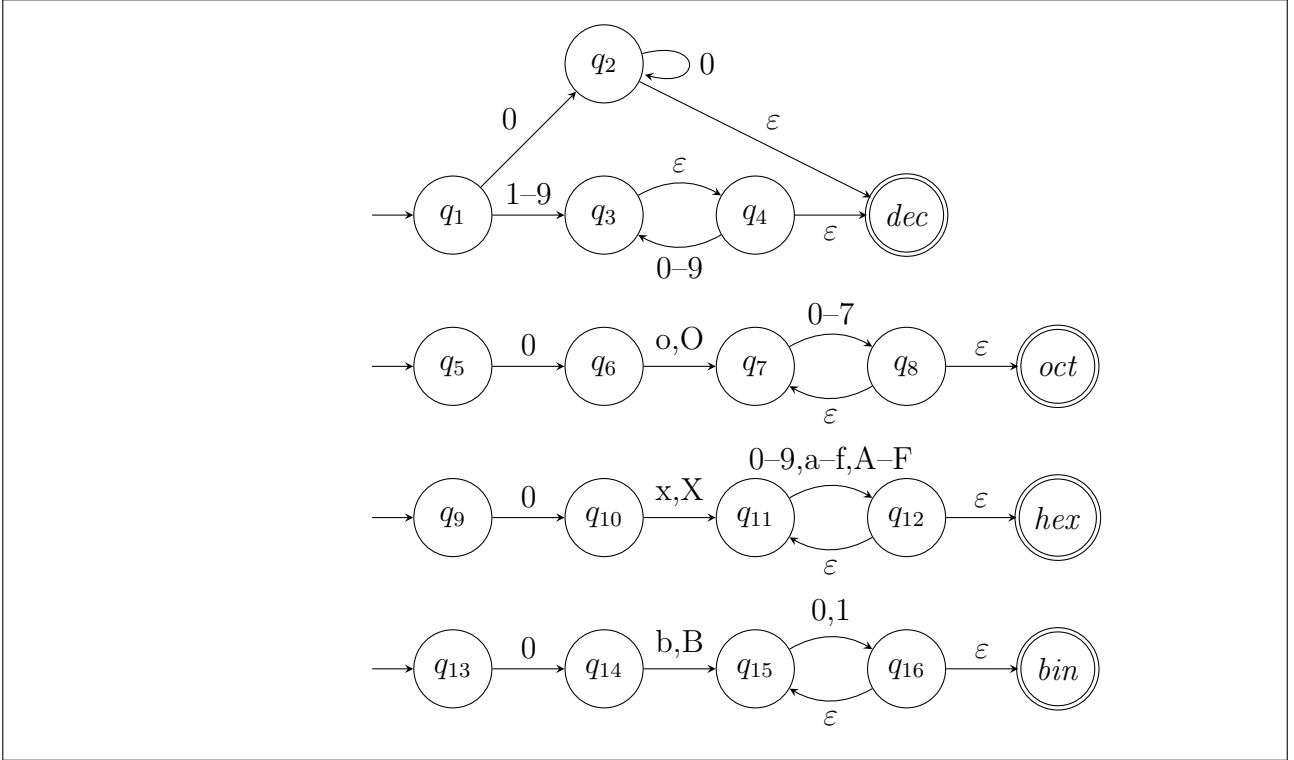 q2 0
0 ε
q1 1–9 q3 ε q4 ε dec
0–9
q5 0 q6 o,O q7 0–7 q8 ε oct
ε
q9 0 q10 x,X q11 0–9,a–f,A–F q12 ε hex
ε
q13 0 q14 b,B q15 0,1 q16 ε bin
ε